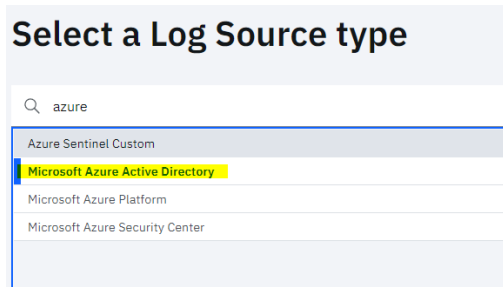 Select a Log Source type
azure
Azure Sentinel Custom
Microsoft Azure Active Directory
Microsoft Azure Platform
Microsoft Azure Security Center